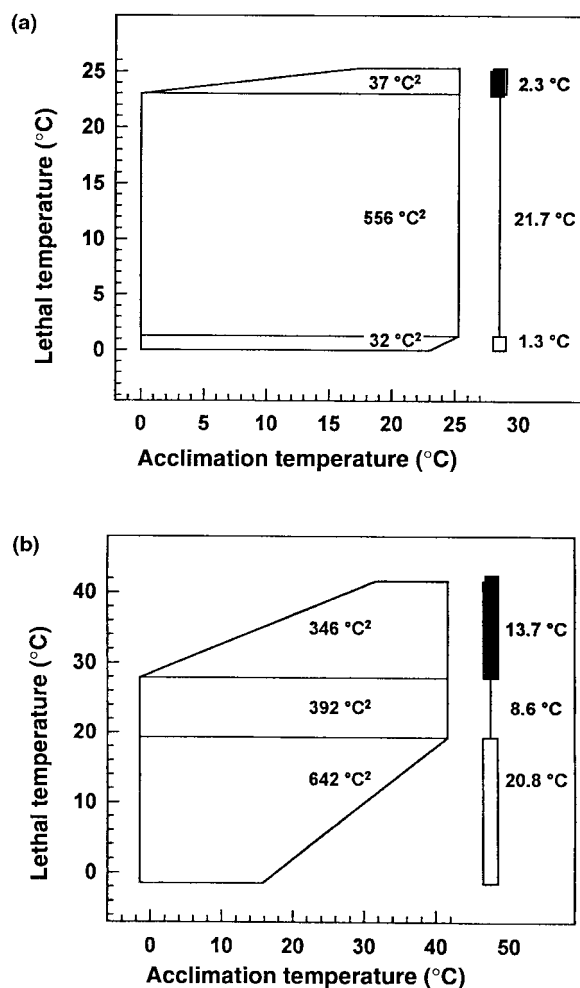 (a)
25
20
15
10
5
0
Lethal temperature (°C)
37 °C²
556 °C²
32 °C²
2.3 °C
21.7 °C
1.3 °C
0 5 10 15 20 25 30
Acclimation temperature (°C)
(b)
40
30
20
10
0
Lethal temperature (°C)
346 °C²
392 °C²
642 °C²
13.7 °C
8.6 °C
20.8 °C
0 10 20 30 40 50
Acclimation temperature (°C)